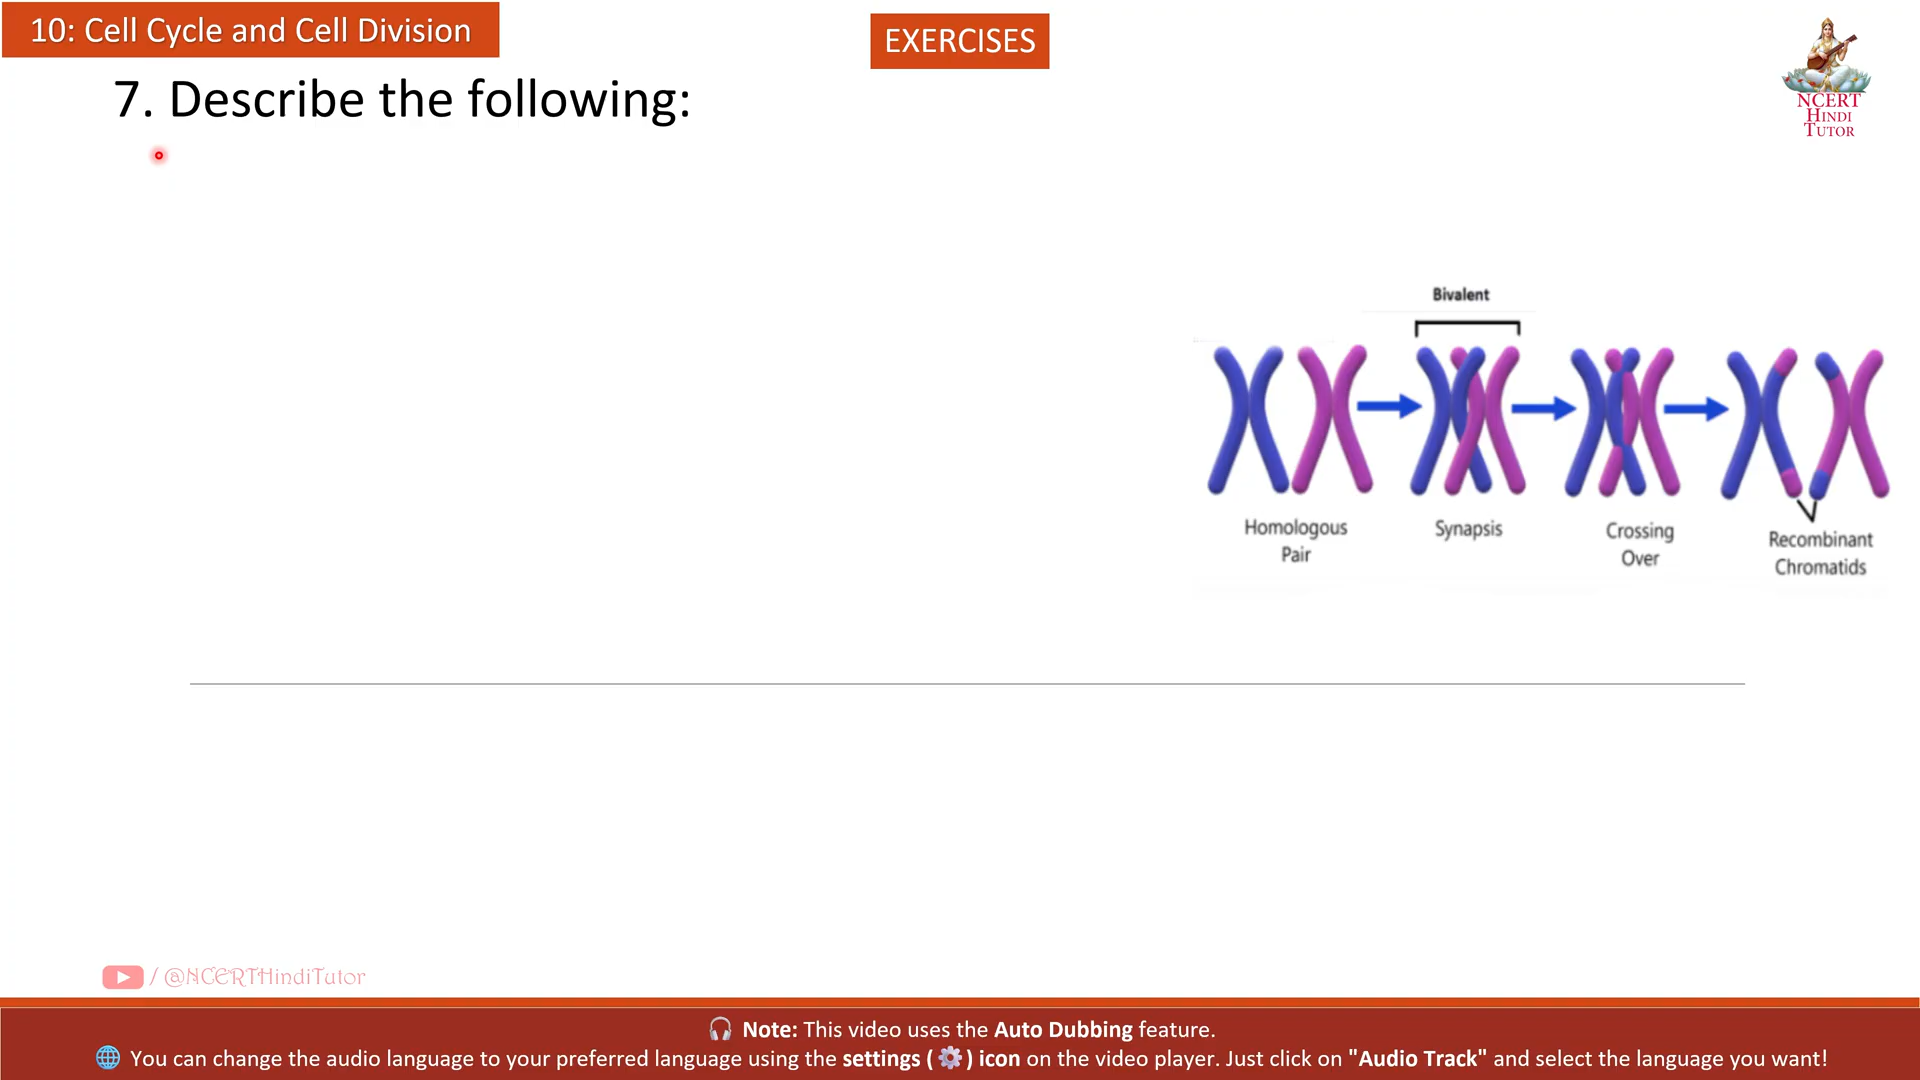 10: Cell Cycle and Cell Division
EXERCISES
NCERT
HINDI
TUTOR
7. Describe the following:
Bivalent
Homologous
Pair
Synapsis
Crossing
Over
Recombinant
Chromatids
/ @NCERTHindiTutor
Note: This video uses the Auto Dubbing feature.
You can change the audio language to your preferred language using the settings ( ) icon on the video player. Just click on "Audio Track" and select the language you want!